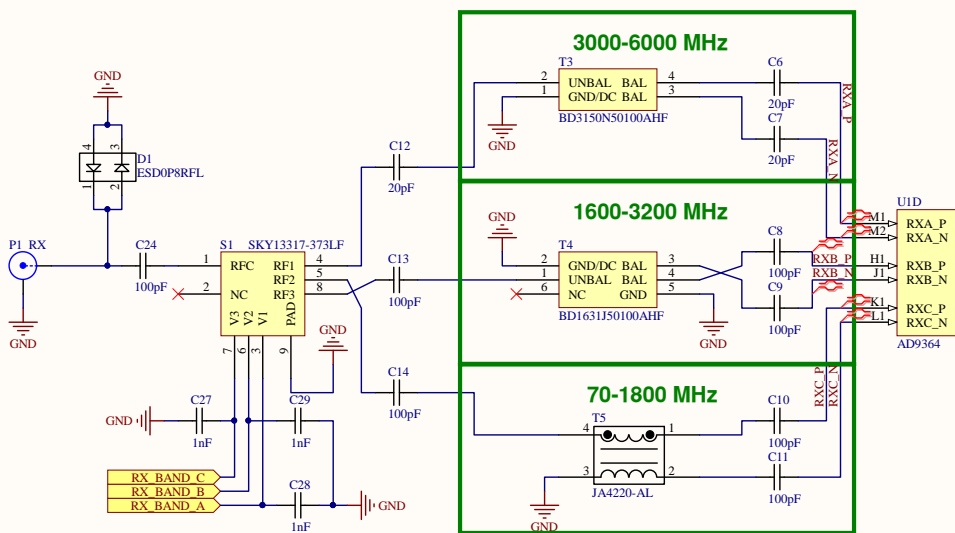 3000-6000 MHz
T3
C6
2 UNBAL BAL 4
1 GND/DC BAL 3
20pF
BD3150N50100AHF
C7
20pF
RXA_P
RXA_N
GND
GND
4 3
D1
ESD0P8RFL
1 2
C12
20pF
1600-3200 MHz
GND
T4
C8
2 GND/DC BAL 3
1 UNBAL BAL 4
6 NC GND 5
100pF
BD1631J50100AHF
C9
100pF
GND
RXB_P
RXB_N
U1D
M1 RXA_P
M2 RXA_N
H1 RXB_P
J1 RXB_N
K1 RXC_P
L1 RXC_N
AD9364
P1 RX
GND
C24
100pF
S1 SKY13317-373LF
1 RFC RF1 4
RF2 5
2 NC RF3 8
V3 V2 V1 PAD
7 6 3 9
GND
C13
100pF
C14
100pF
70-1800 MHz
RXC_P
RXC_N
T5
4 1
3 2
JA4220-AL
GND
C10
100pF
C11
100pF
GND
C27
1nF
C29
1nF
RX_BAND_C
RX_BAND_B
RX_BAND_A
C28
1nF
GND